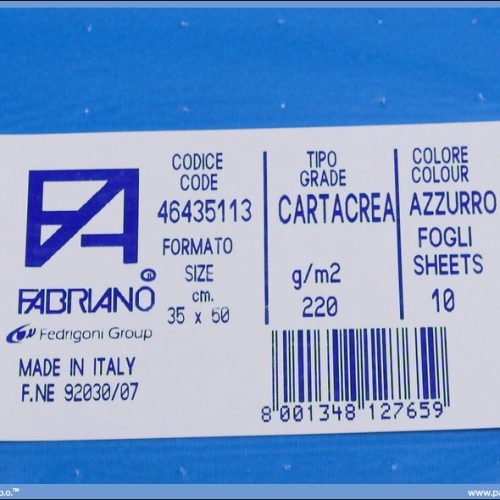 FA
FABRIANO®
Fedrigoni Group
MADE IN ITALY
F.NE 92030/07
CODICE
CODE
46435113
FORMATO
SIZE
cm.
35 x 50
TIPO
GRADE
CARTACREA
g/m2
220
COLORE
COLOUR
AZZURRO
FOGLI
SHEETS
10
8 001348 127659